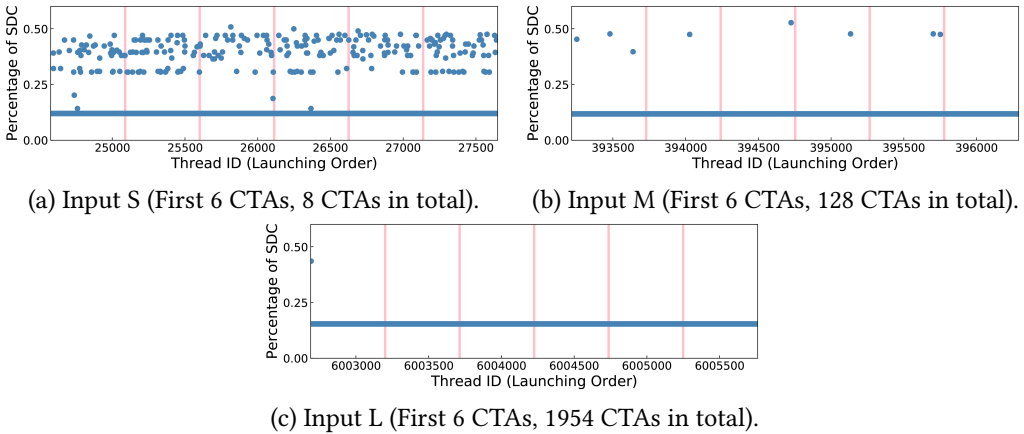 Percentage of SDC
0.50
0.25
0.00
25000 25500 26000 26500 27000 27500
Thread ID (Launching Order)
(a) Input S (First 6 CTAs, 8 CTAs in total).
Percentage of SDC
0.50
0.25
0.00
393500 394000 394500 395000 395500 396000
Thread ID (Launching Order)
(b) Input M (First 6 CTAs, 128 CTAs in total).
Percentage of SDC
0.50
0.25
0.00
6003000 6003500 6004000 6004500 6005000 6005500
Thread ID (Launching Order)
(c) Input L (First 6 CTAs, 1954 CTAs in total).